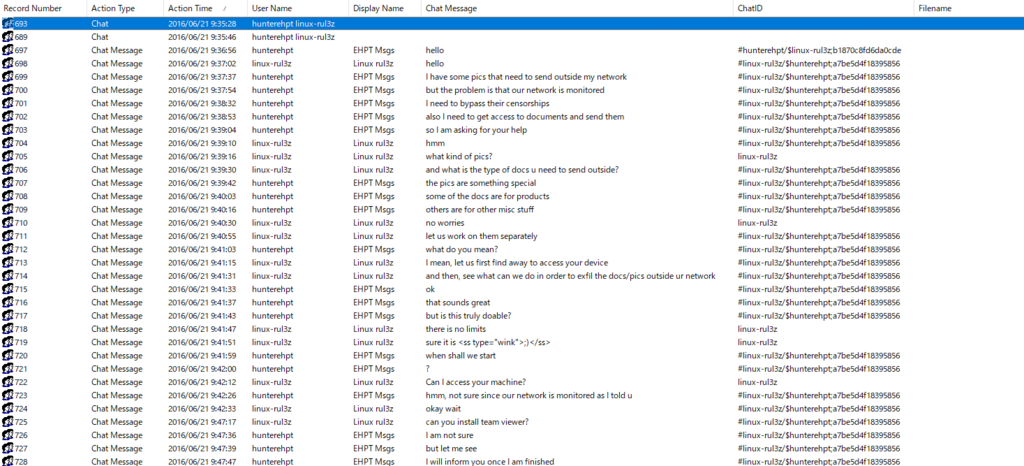 Record Number Action Type Action Time / User Name Display Name Chat Message ChatID Filename
693 Chat 2016/06/21 9:35:28 hunterehpt linux-rul3z
689 Chat 2016/06/21 9:35:46 hunterehpt linux-rul3z
697 Chat Message 2016/06/21 9:36:56 hunterehpt EHPT Msgs hello #hunterehpt/$linux-rul3z;b1870c8fd6da0cde
698 Chat Message 2016/06/21 9:37:02 linux-rul3z Linux rul3z hello #linux-rul3z/$hunterehpt;a7be5d4f18395856
699 Chat Message 2016/06/21 9:37:37 hunterehpt EHPT Msgs I have some pics that need to send outside my network #linux-rul3z/$hunterehpt;a7be5d4f18395856
700 Chat Message 2016/06/21 9:37:54 hunterehpt EHPT Msgs but the problem is that our network is monitored #linux-rul3z/$hunterehpt;a7be5d4f18395856
701 Chat Message 2016/06/21 9:38:32 hunterehpt EHPT Msgs I need to bypass their censorships #linux-rul3z/$hunterehpt;a7be5d4f18395856
702 Chat Message 2016/06/21 9:38:53 hunterehpt EHPT Msgs also I need to get access to documents and send them #linux-rul3z/$hunterehpt;a7be5d4f18395856
703 Chat Message 2016/06/21 9:39:04 hunterehpt EHPT Msgs so I am asking for your help #linux-rul3z/$hunterehpt;a7be5d4f18395856
704 Chat Message 2016/06/21 9:39:10 linux-rul3z Linux rul3z hmm #linux-rul3z/$hunterehpt;a7be5d4f18395856
705 Chat Message 2016/06/21 9:39:16 linux-rul3z Linux rul3z what kind of pics? linux-rul3z
706 Chat Message 2016/06/21 9:39:30 linux-rul3z Linux rul3z and what is the type of docs u need to send outside? #linux-rul3z/$hunterehpt;a7be5d4f18395856
707 Chat Message 2016/06/21 9:39:42 hunterehpt EHPT Msgs the pics are something special #linux-rul3z/$hunterehpt;a7be5d4f18395856
708 Chat Message 2016/06/21 9:40:03 hunterehpt EHPT Msgs some of the docs are for products #linux-rul3z/$hunterehpt;a7be5d4f18395856
709 Chat Message 2016/06/21 9:40:16 hunterehpt EHPT Msgs others are for other misc stuff #linux-rul3z/$hunterehpt;a7be5d4f18395856
710 Chat Message 2016/06/21 9:40:30 linux-rul3z Linux rul3z no worries linux-rul3z
711 Chat Message 2016/06/21 9:40:55 linux-rul3z Linux rul3z let us work on them separately #linux-rul3z/$hunterehpt;a7be5d4f18395856
712 Chat Message 2016/06/21 9:41:03 hunterehpt EHPT Msgs what do you mean? #linux-rul3z/$hunterehpt;a7be5d4f18395856
713 Chat Message 2016/06/21 9:41:15 linux-rul3z Linux rul3z I mean, let us first find away to access your device #linux-rul3z/$hunterehpt;a7be5d4f18395856
714 Chat Message 2016/06/21 9:41:31 linux-rul3z Linux rul3z and then, see what can we do in order to exfil the docs/pics outside ur network #linux-rul3z/$hunterehpt;a7be5d4f18395856
715 Chat Message 2016/06/21 9:41:33 hunterehpt EHPT Msgs ok #linux-rul3z/$hunterehpt;a7be5d4f18395856
716 Chat Message 2016/06/21 9:41:37 hunterehpt EHPT Msgs that sounds great #linux-rul3z/$hunterehpt;a7be5d4f18395856
717 Chat Message 2016/06/21 9:41:43 hunterehpt EHPT Msgs but is this truly doable? #linux-rul3z/$hunterehpt;a7be5d4f18395856
718 Chat Message 2016/06/21 9:41:47 linux-rul3z Linux rul3z there is no limits linux-rul3z
719 Chat Message 2016/06/21 9:41:51 linux-rul3z Linux rul3z sure it is <ss type="wink">;)</ss> linux-rul3z
720 Chat Message 2016/06/21 9:41:59 hunterehpt EHPT Msgs when shall we start #linux-rul3z/$hunterehpt;a7be5d4f18395856
721 Chat Message 2016/06/21 9:42:00 hunterehpt EHPT Msgs ? #linux-rul3z/$hunterehpt;a7be5d4f18395856
722 Chat Message 2016/06/21 9:42:12 linux-rul3z Linux rul3z Can I access your machine? linux-rul3z
723 Chat Message 2016/06/21 9:42:26 hunterehpt EHPT Msgs hmm, not sure since our network is monitored as I told u #linux-rul3z/$hunterehpt;a7be5d4f18395856
724 Chat Message 2016/06/21 9:42:33 linux-rul3z Linux rul3z okay wait #linux-rul3z/$hunterehpt;a7be5d4f18395856
725 Chat Message 2016/06/21 9:47:17 linux-rul3z Linux rul3z can you install team viewer? #linux-rul3z/$hunterehpt;a7be5d4f18395856
726 Chat Message 2016/06/21 9:47:36 hunterehpt EHPT Msgs I am not sure #linux-rul3z/$hunterehpt;a7be5d4f18395856
727 Chat Message 2016/06/21 9:47:39 hunterehpt EHPT Msgs but let me see #linux-rul3z/$hunterehpt;a7be5d4f18395856
728 Chat Message 2016/06/21 9:47:47 hunterehpt EHPT Msgs I will inform you once I am finished #linux-rul3z/$hunterehpt;a7be5d4f18395856